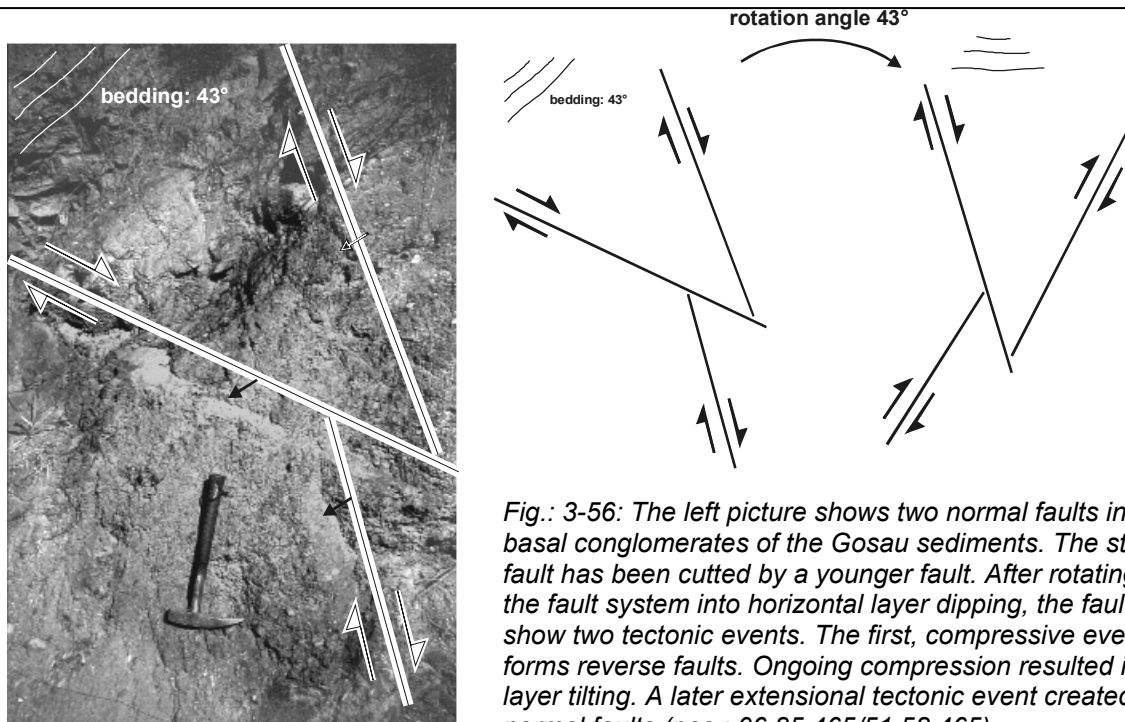 rotation angle 43°
bedding: 43°
bedding: 43°
Fig.: 3-56: The left picture shows two normal faults in
basal conglomerates of the Gosau sediments. The st
fault has been cutted by a younger fault. After rotating
the fault system into horizontal layer dipping, the faul
show two tectonic events. The first, compressive eve
forms reverse faults. Ongoing compression resulted i
layer tilting. A later extensional tectonic event created